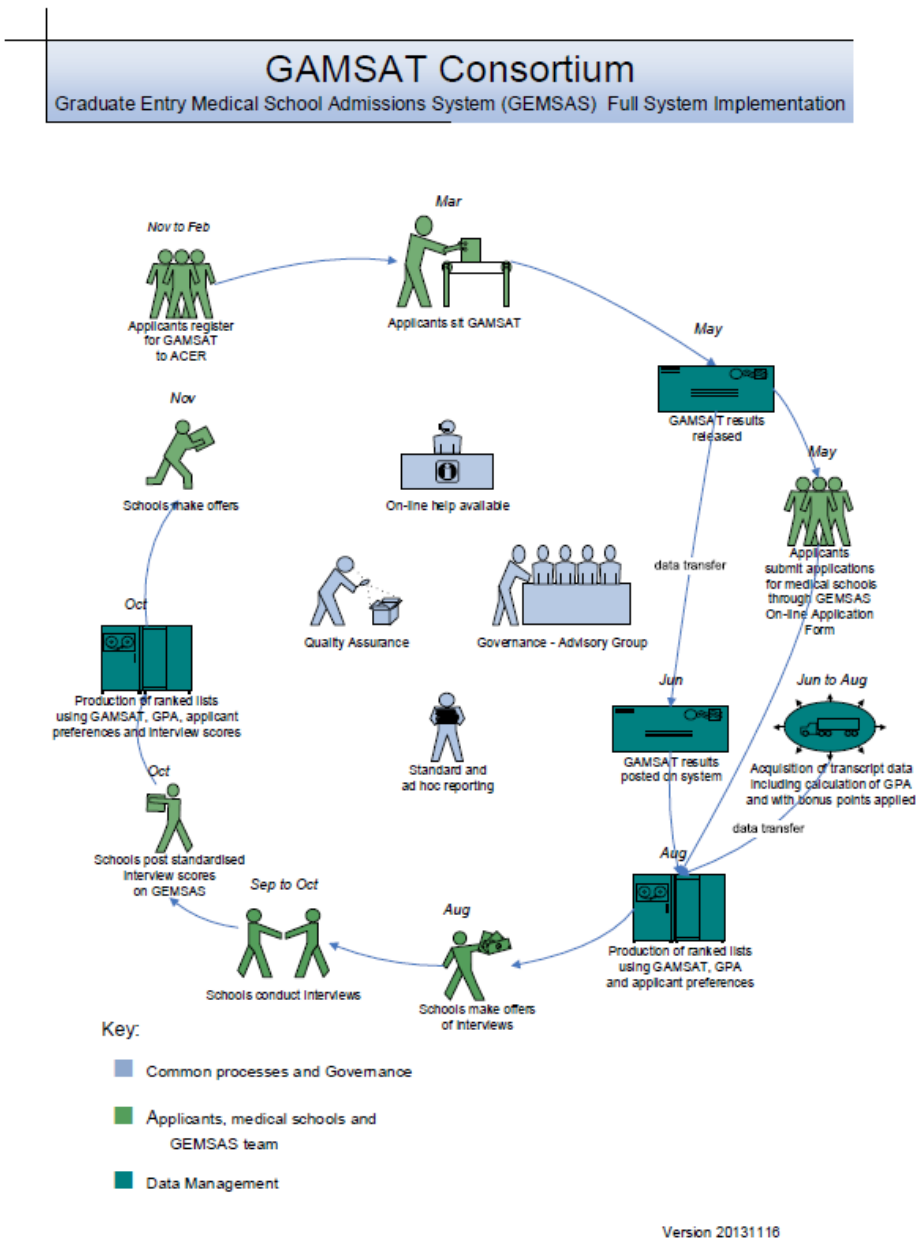 GAMSAT Consortium
Graduate Entry Medical School Admissions System (GEMSAS) Full System Implementation
Nov to Feb
Applicants register
for GAMSAT
to ACER
Mar
Applicants sit GAMSAT
May
GAMSAT results
released
May
Applicants
submit applications
for medical schools
through GEMSAS
On-line Application
Form
Nov
Schools make offers
On-line help available
data transfer
Quality Assurance
Governance - Advisory Group
Oct
Production of ranked lists
using GAMSAT, GPA, applicant
preferences and interview scores
Jun
GAMSAT results
posted on system
Jun to Aug
Acquisition of transcript data
including calculation of GPA
and with bonus points applied
data transfer
Standard and
ad hoc reporting
Oct
Schools post standardised
interview scores
on GEMSAS
Sep to Oct
Schools conduct interviews
Aug
Schools make offers
of interviews
Aug
Production of ranked lists
using GAMSAT, GPA
and applicant preferences
Key:
Common processes and Governance
Applicants, medical schools and
GEMSAS team
Data Management
Version 20131116